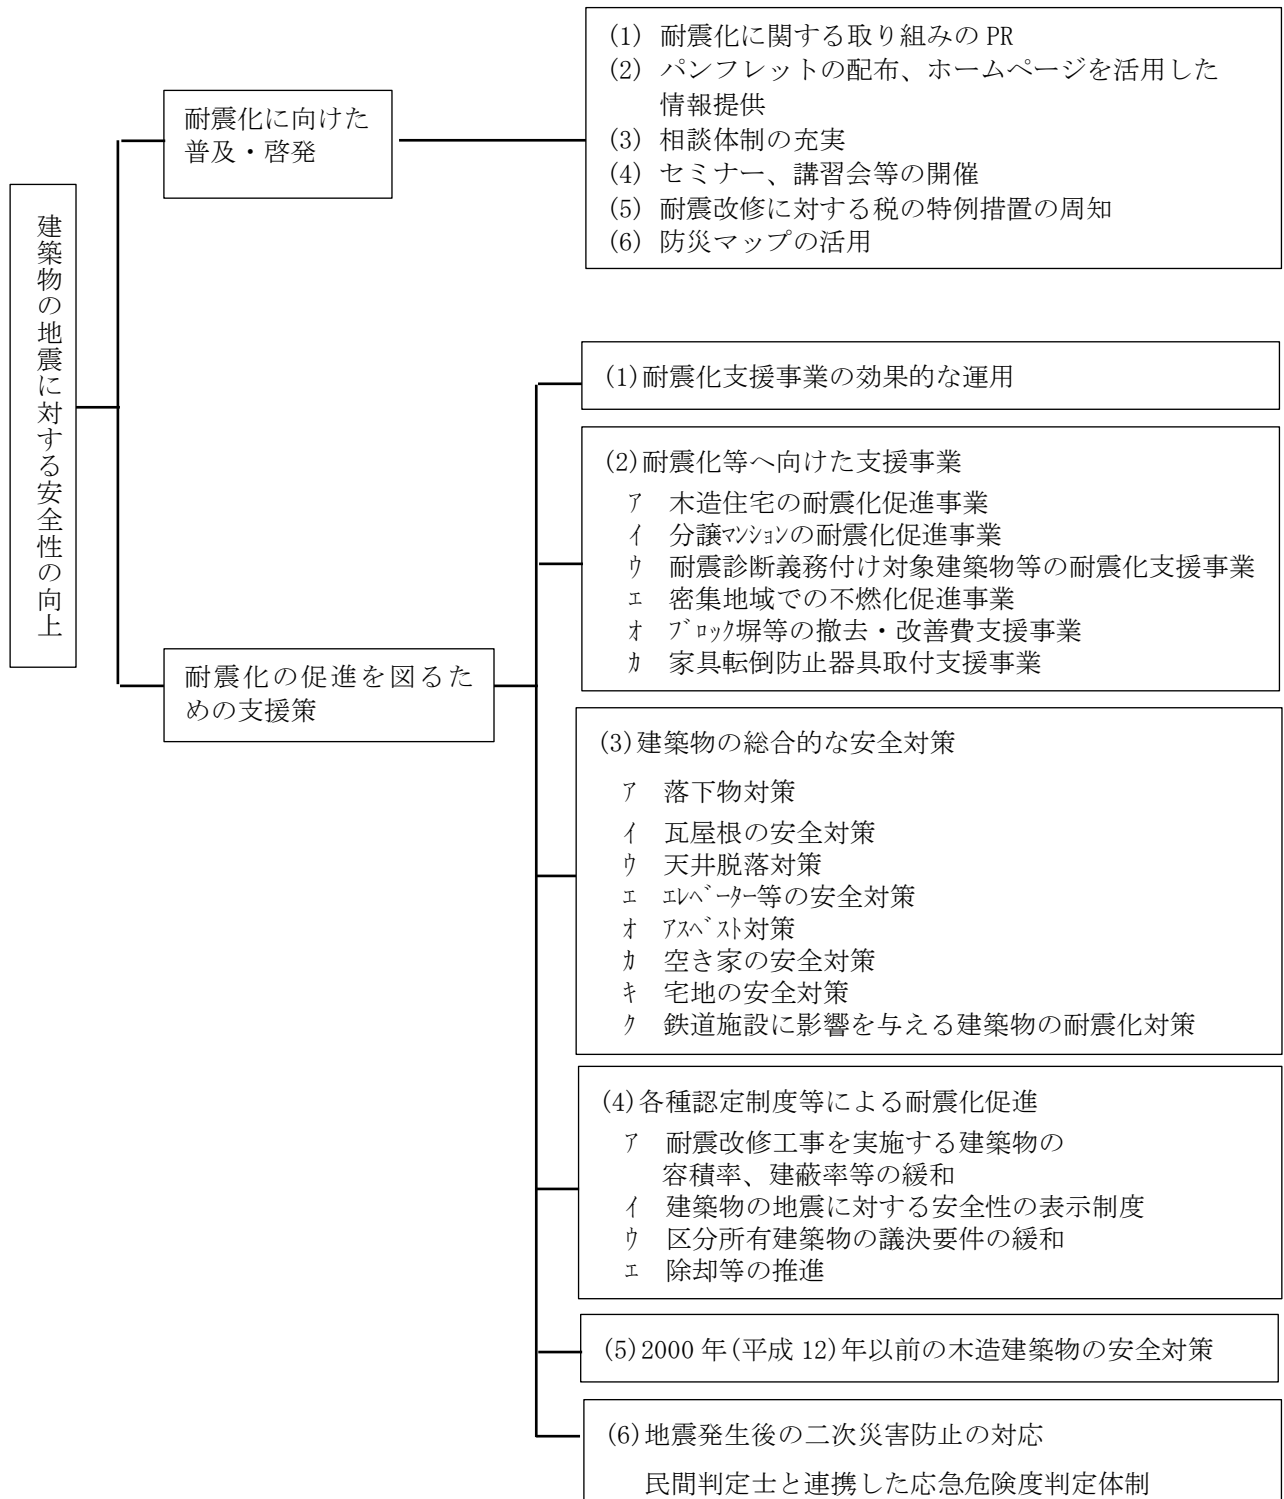 建築物の地震に対する安全性の向上
耐震化に向けた
普及・啓発
(1) 耐震化に関する取り組みの PR
(2) パンフレットの配布、ホームページを活用した
情報提供
(3) 相談体制の充実
(4) セミナー、講習会等の開催
(5) 耐震改修に対する税の特例措置の周知
(6) 防災マップの活用
耐震化の促進を図るた
めの支援策
(1)耐震化支援事業の効果的な運用
(2)耐震化等へ向けた支援事業
ｱ 木造住宅の耐震化促進事業
ｲ 分譲ﾏﾝｼｮﾝの耐震化促進事業
ｳ 耐震診断義務付け対象建築物等の耐震化支援事業
ｴ 密集地域での不燃化促進事業
ｵ ﾌﾞﾛｯｸ塀等の撤去・改善費支援事業
ｶ 家具転倒防止器具取付支援事業
(3)建築物の総合的な安全対策
ｱ 落下物対策
ｲ 瓦屋根の安全対策
ｳ 天井脱落対策
ｴ ｴﾚﾍﾞｰﾀｰ等の安全対策
ｵ ｱｽﾍﾞｽﾄ対策
ｶ 空き家の安全対策
ｷ 宅地の安全対策
ｸ 鉄道施設に影響を与える建築物の耐震化対策
(4)各種認定制度等による耐震化促進
ｱ 耐震改修工事を実施する建築物の
容積率、建蔽率等の緩和
ｲ 建築物の地震に対する安全性の表示制度
ｳ 区分所有建築物の議決要件の緩和
ｴ 除却等の推進
(5)2000 年(平成 12)年以前の木造建築物の安全対策
(6)地震発生後の二次災害防止の対応
民間判定士と連携した応急危険度判定体制